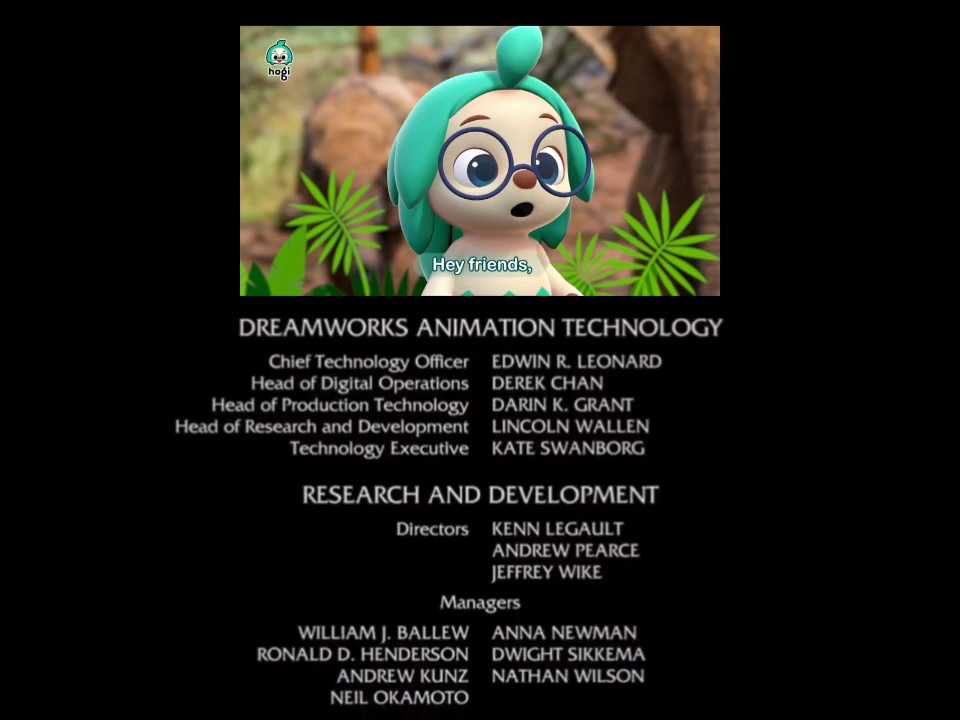 hogi
Hey friends,
DREAMWORKS ANIMATION TECHNOLOGY
Chief Technology Officer EDWIN R. LEONARD
Head of Digital Operations DEREK CHAN
Head of Production Technology DARIN K. GRANT
Head of Research and Development LINCOLN WALLEN
Technology Executive KATE SWANBORG
RESEARCH AND DEVELOPMENT
Directors KENN LEGAULT
ANDREW PEARCE
JEFFREY WIKE
Managers
WILLIAM J. BALLEW ANNA NEWMAN
RONALD D. HENDERSON DWIGHT SIKKEMA
ANDREW KUNZ NATHAN WILSON
NEIL OKAMOTO